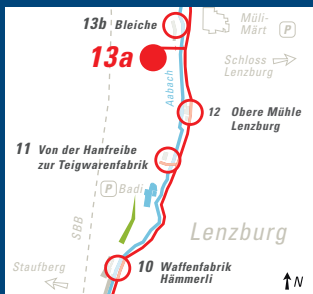 13b Bleiche
Müli-
Märt
P
13a
Schloss
Lenzburg
Aabach
12 Obere Mühle
Lenzburg
11 Von der Hanfreibe
zur Teigwarenfabrik
P Badi
SBB
Lenzburg
Staufberg
10 Waffenfabrik
Hämmerli
N